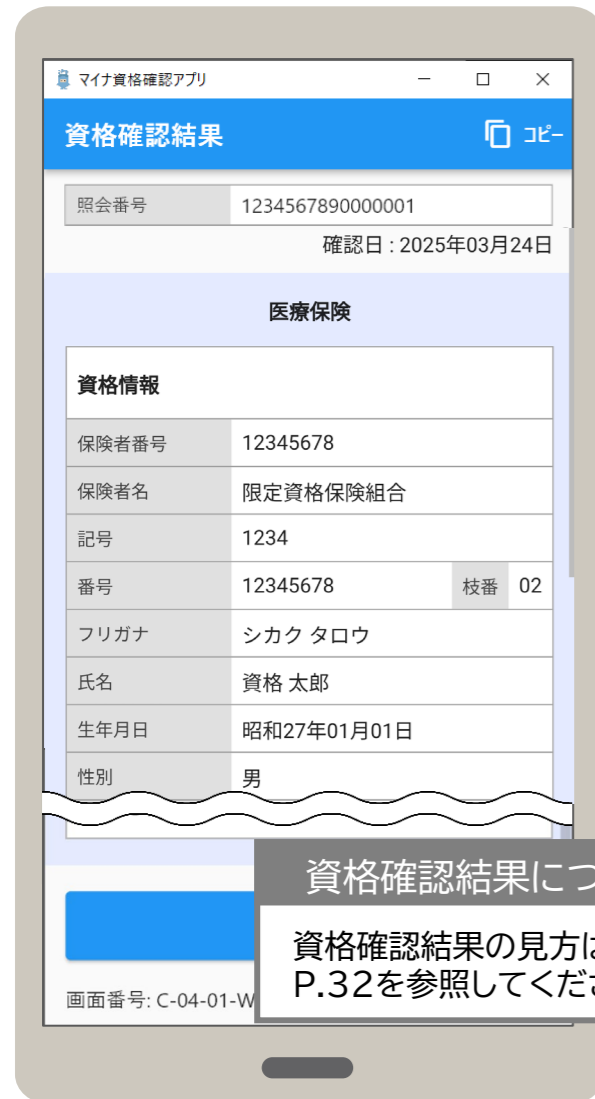 マイナ資格確認アプリ
資格確認結果 コピー
照会番号 1234567890000001
確認日 : 2025年03月24日
医療保険
資格情報
保険者番号 12345678
保険者名 限定資格保険組合
記号 1234
番号 12345678 枝番 02
フリガナ シカク タロウ
氏名 資格 太郎
生年月日 昭和27年01月01日
性別 男
資格確認結果につ
資格確認結果の見方は
P.32を参照してくださ
画面番号: C-04-01-W